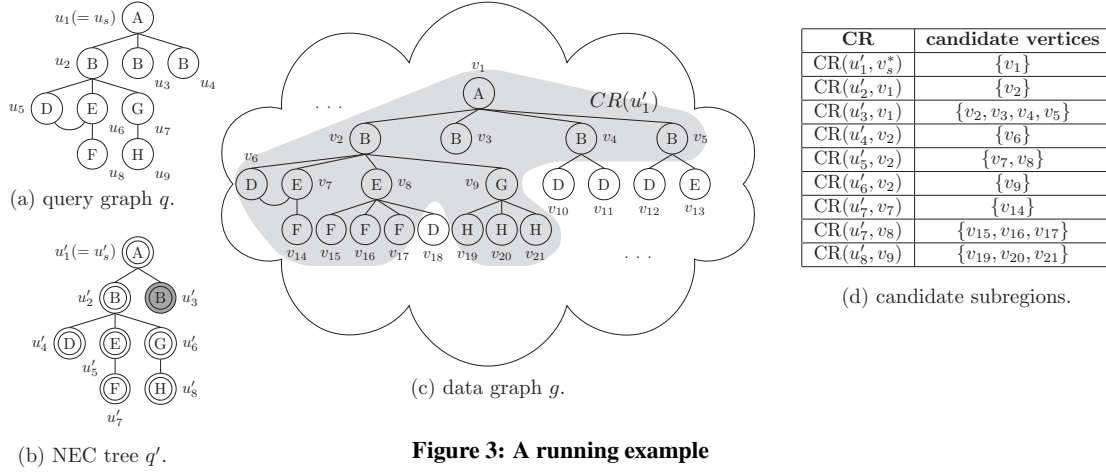 u₁(= uₛ) A
u₂ B B B
u₃ u₄
u₅ D E G
u₆ u₇
F H
u₈ u₉
(a) query graph q.
u′₁(= u′ₛ) A
u′₂ B B u′₃
u′₄ D E G u′₆
u′₅
F H u′₈
u′₇
(b) NEC tree q′.
v₁
. . . A CR(u′₁)
v₂ B B v₃ B v₄ B v₅
v₆
D E v₇ E v₈ v₉ G D D D E
v₁₀ v₁₁ v₁₂ v₁₃
F F F F D H H H
v₁₄ v₁₅ v₁₆ v₁₇ v₁₈ v₁₉ v₂₀ v₂₁ . . .
(c) data graph g.
CR candidate vertices
CR(u′₁, v*ₛ) {v₁}
CR(u′₂, v₁) {v₂}
CR(u′₃, v₁) {v₂, v₃, v₄, v₅}
CR(u′₄, v₂) {v₆}
CR(u′₅, v₂) {v₇, v₈}
CR(u′₆, v₂) {v₉}
CR(u′₇, v₇) {v₁₄}
CR(u′₇, v₈) {v₁₅, v₁₆, v₁₇}
CR(u′₈, v₉) {v₁₉, v₂₀, v₂₁}
(d) candidate subregions.
Figure 3: A running example